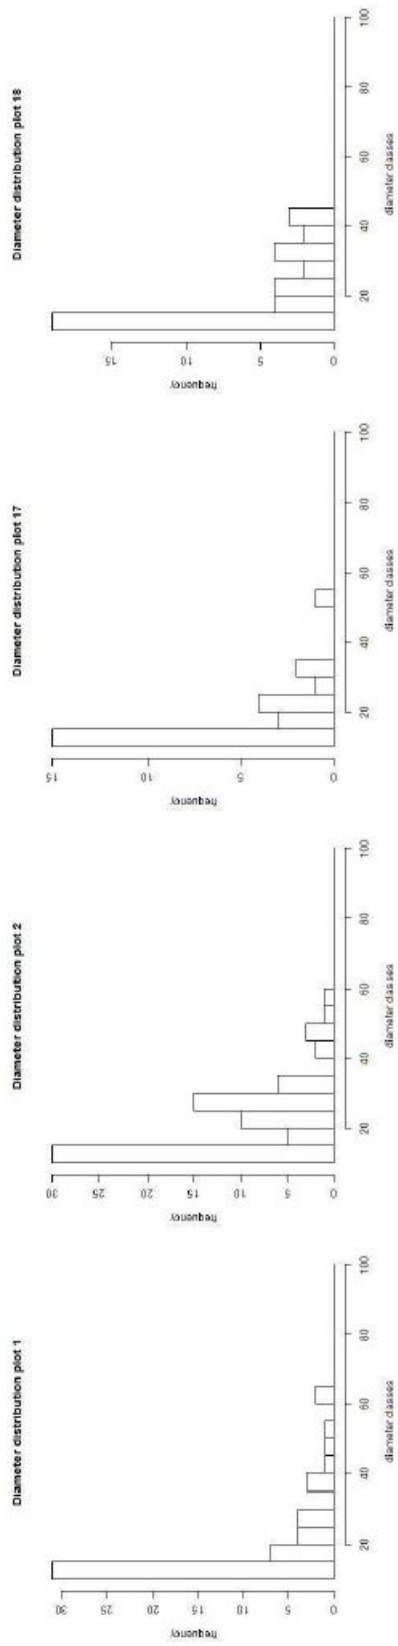 Diameter distribution plot 1
frequency
30
25
20
15
10
5
0
20 40 60 80 100
diameter classes
Diameter distribution plot 2
frequency
30
25
20
15
10
5
0
20 40 60 80 100
diameter classes
Diameter distribution plot 17
frequency
15
10
5
0
20 40 60 80 100
diameter classes
Diameter distribution plot 18
frequency
15
10
5
0
20 40 60 80 100
diameter classes